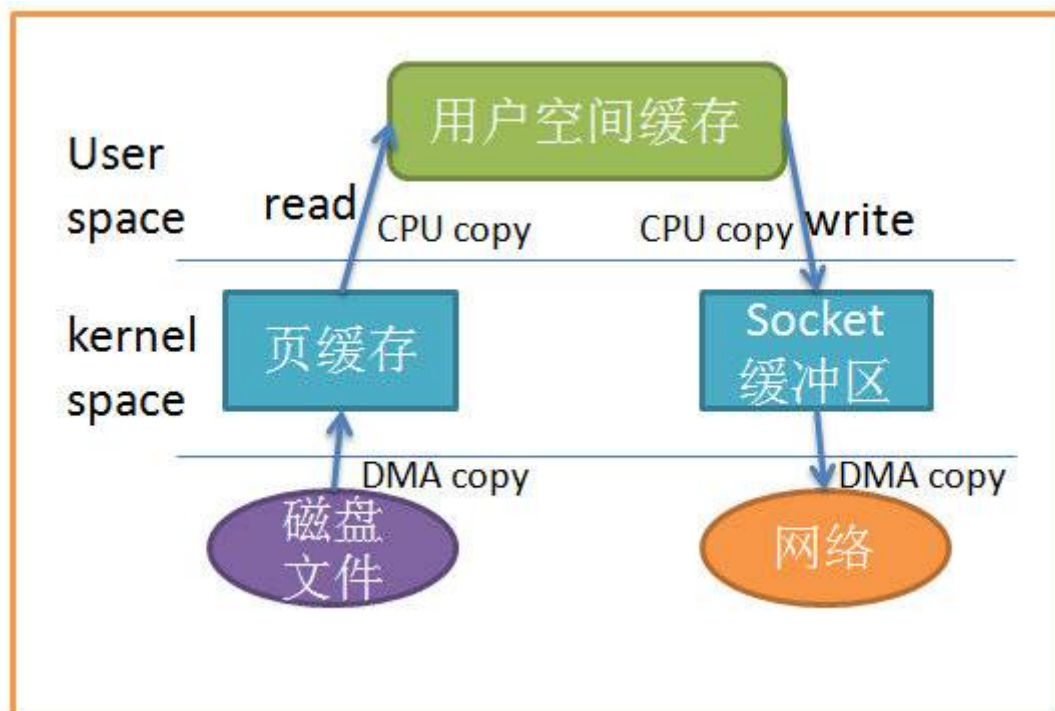 用户空间缓存
User
space
read
CPU copy
CPU copy
write
kernel
space
页缓存
Socket
缓冲区
DMA copy
DMA copy
磁盘
文件
网络